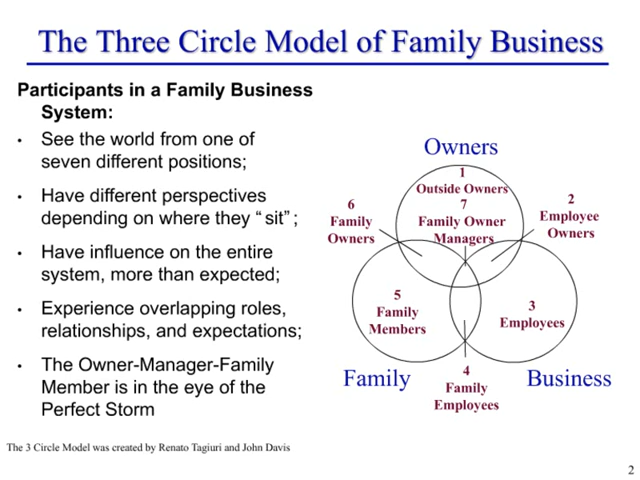 The Three Circle Model of Family Business
Participants in a Family Business
System:
• See the world from one of
seven different positions;
• Have different perspectives
depending on where they “ sit” ;
• Have influence on the entire
system, more than expected;
• Experience overlapping roles,
relationships, and expectations;
• The Owner-Manager-Family
Member is in the eye of the
Perfect Storm
Owners
1
Outside Owners
7
Family Owner
Managers
6
Family
Owners
2
Employee
Owners
5
Family
Members
3
Employees
Family
4
Family
Employees
Business
The 3 Circle Model was created by Renato Tagiuri and John Davis
2